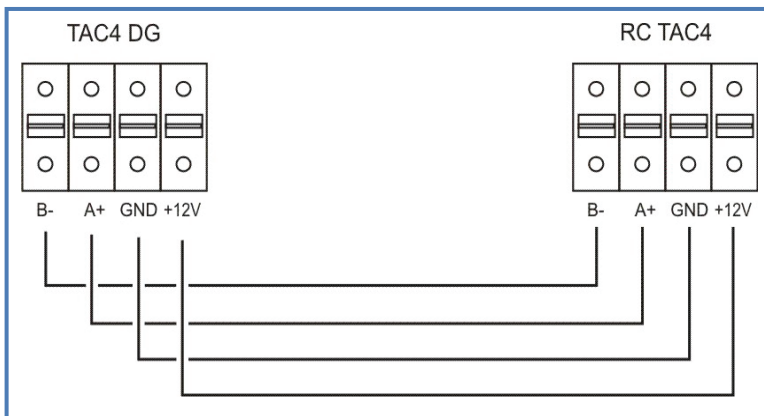 TAC4 DG RC TAC4
B- A+ GND +12V B- A+ GND +12V